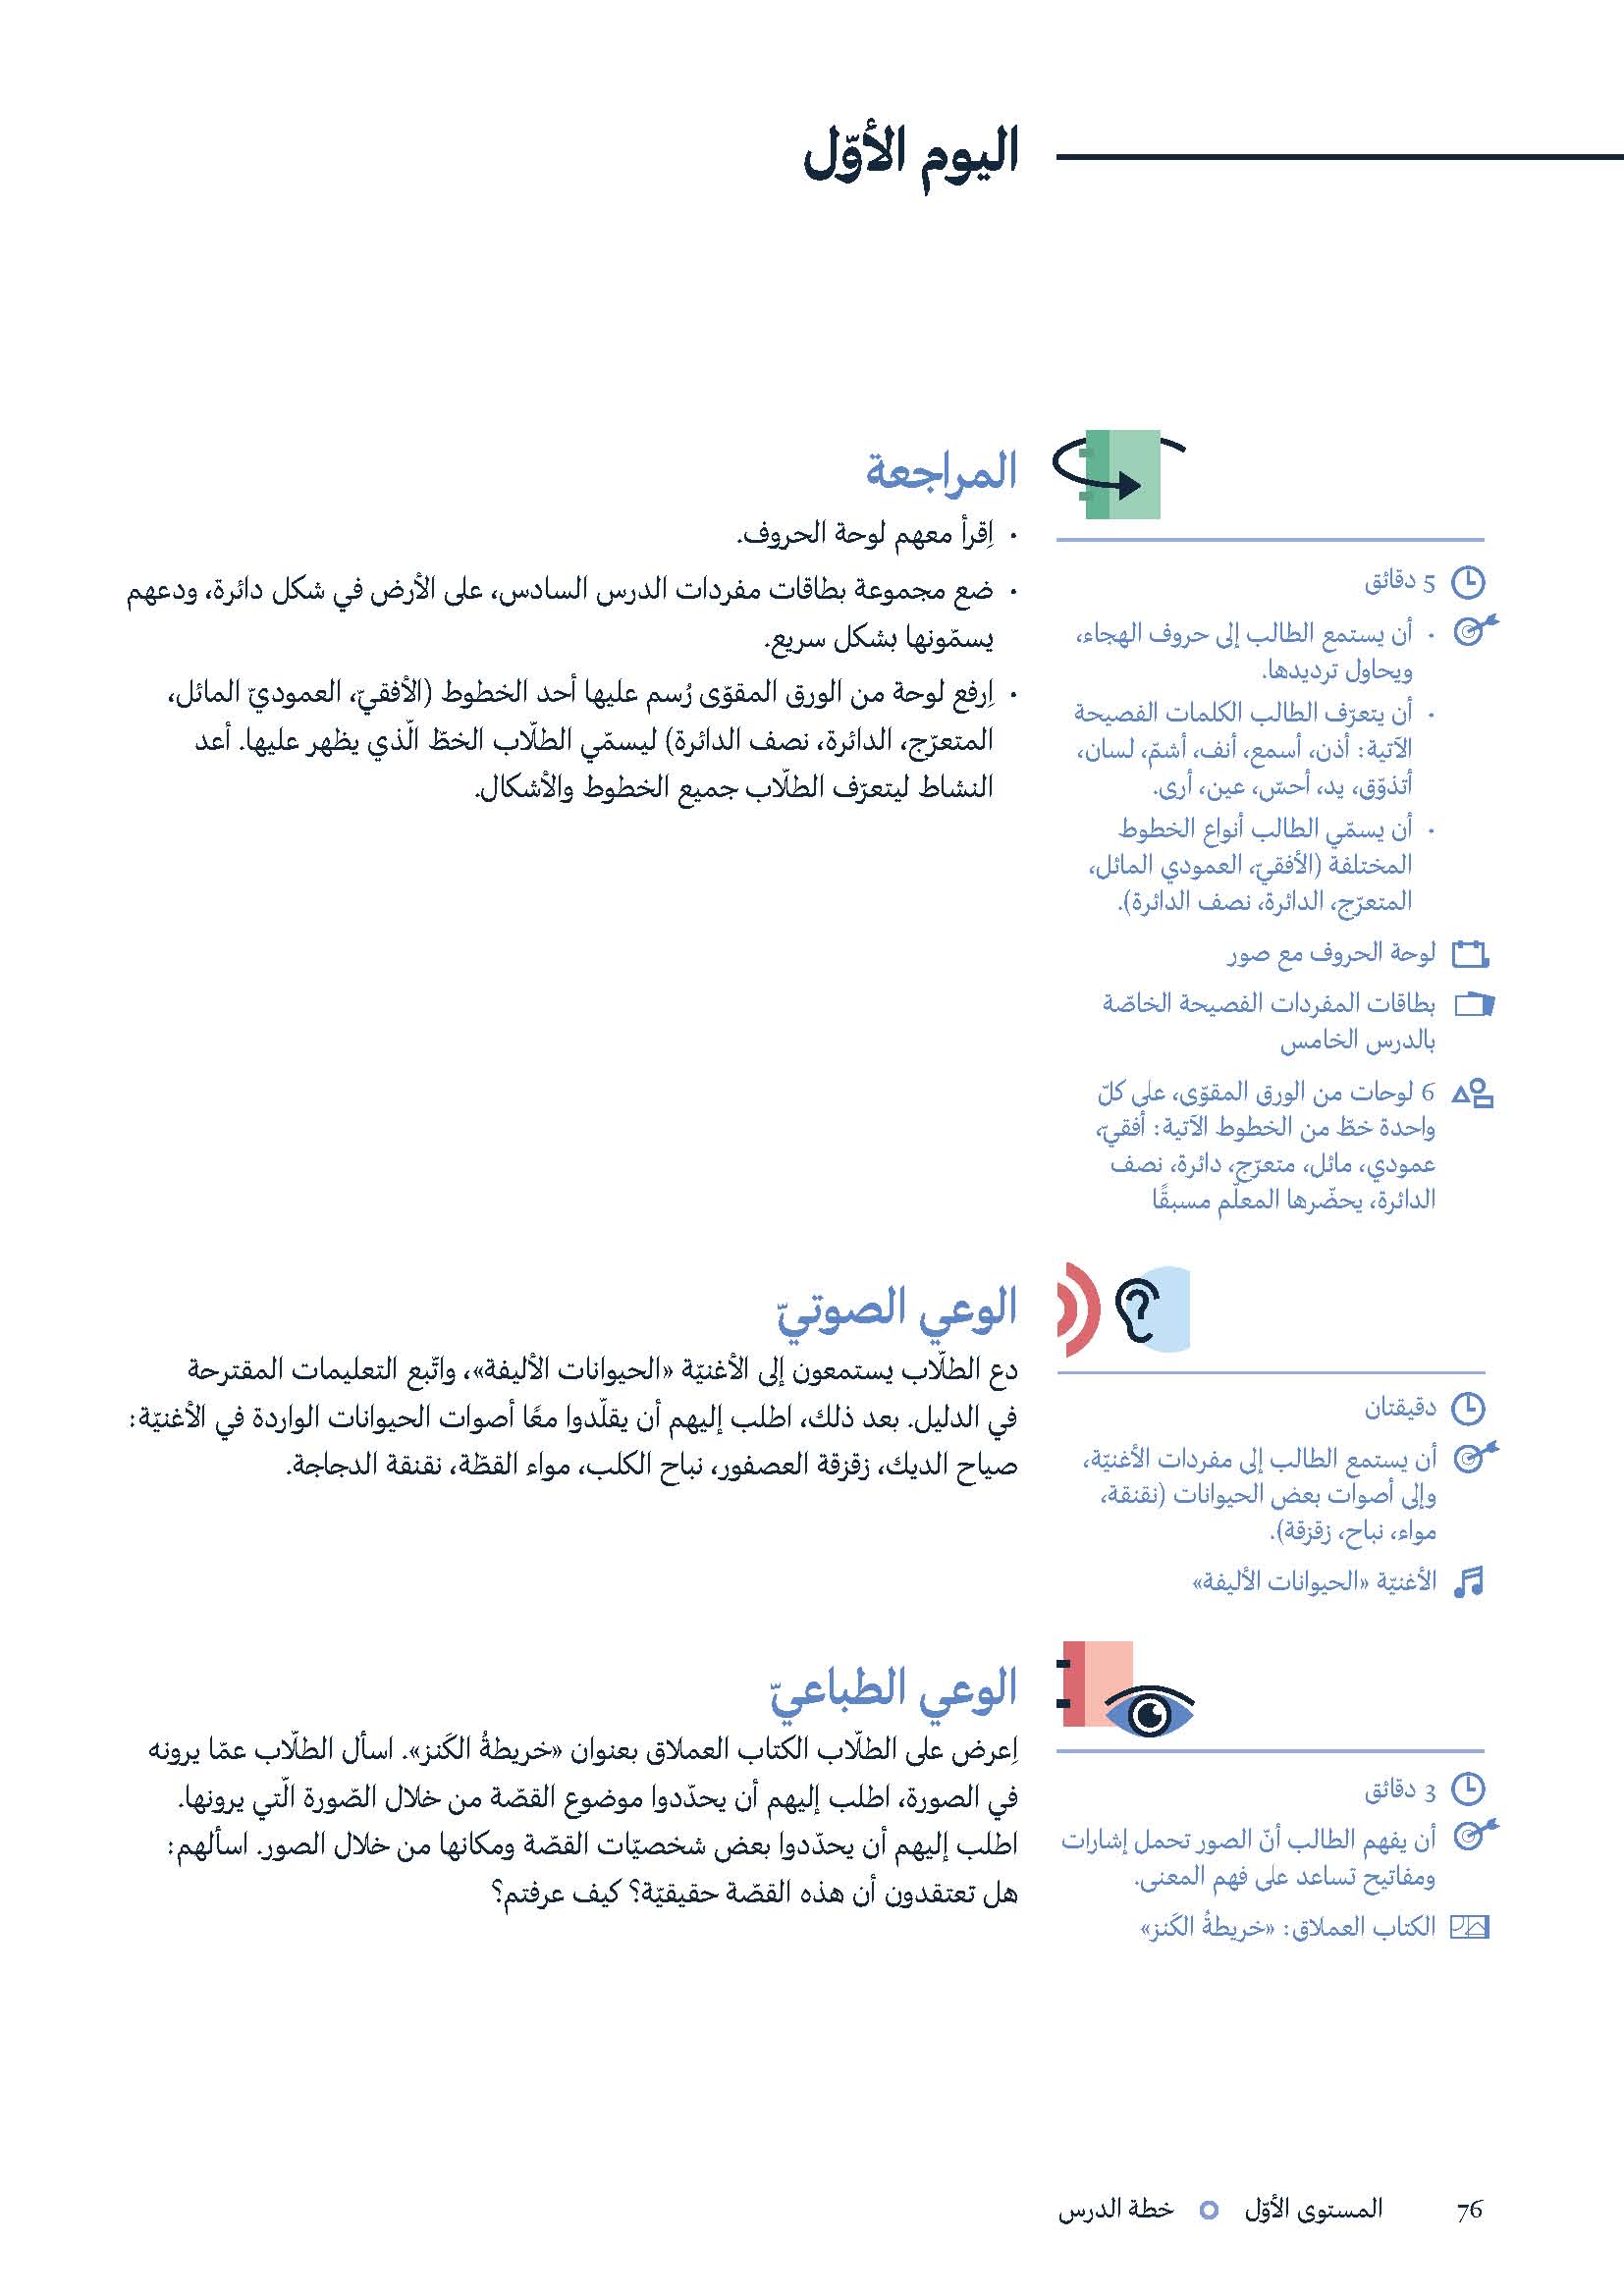 اليوم الأوّل
المراجعة
• اِقرأ معهم لوحة الحروف.
• ضع مجموعة بطاقات مفردات الدرس السادس، على الأرض في شكل دائرة، ودعهم
يسمّونها بشكل سريع.
• اِرفع لوحة من الورق المقوّى رُسم عليها أحد الخطوط (الأفقيّ، العموديّ المائل،
المتعرّج، الدائرة، نصف الدائرة) ليسمّي الطلّاب الخطّ الّذي يظهر عليها. أعد
النشاط ليتعرّف الطلّاب جميع الخطوط والأشكال.
5 دقائق
• أن يستمع الطالب إلى حروف الهجاء،
ويحاول ترديدها.
• أن يتعرّف الطالب الكلمات الفصيحة
الآتية: أذن، أسمع، أنف، أشمّ، لسان،
أتذوّق، يد، أحسّ، عين، أرى.
• أن يسمّي الطالب أنواع الخطوط
المختلفة (الأفقيّ، العمودي المائل،
المتعرّج، الدائرة، نصف الدائرة).
لوحة الحروف مع صور
بطاقات المفردات الفصيحة الخاصّة
بالدرس الخامس
6 لوحات من الورق المقوّى، على كلّ
واحدة خطّ من الخطوط الآتية: أفقيّ،
عمودي، مائل، متعرّج، دائرة، نصف
الدائرة، يحضّرها المعلّم مسبقًا
الوعي الصوتيّ
دع الطلّاب يستمعون إلى الأغنيّة «الحيوانات الأليفة»، واتّبع التعليمات المقترحة
في الدليل. بعد ذلك، اطلب إليهم أن يقلّدوا معًا أصوات الحيوانات الواردة في الأغنيّة:
صياح الديك، زقزقة العصفور، نباح الكلب، مواء القطّة، نقنقة الدجاجة.
دقيقتان
أن يستمع الطالب إلى مفردات الأغنيّة،
وإلى أصوات بعض الحيوانات (نقنقة،
مواء، نباح، زقزقة).
الأغنيّة «الحيوانات الأليفة»
الوعي الطباعيّ
اِعرض على الطلّاب الكتاب العملاق بعنوان «خريطةُ الكَنز». اسأل الطلّاب عمّا يرونه
في الصورة، اطلب إليهم أن يحدّدوا موضوع القصّة من خلال الصّورة الّتي يرونها.
اطلب إليهم أن يحدّدوا بعض شخصيّات القصّة ومكانها من خلال الصور. اسألهم:
هل تعتقدون أن هذه القصّة حقيقيّة؟ كيف عرفتم؟
3 دقائق
أن يفهم الطالب أنّ الصور تحمل إشارات
ومفاتيح تساعد على فهم المعنى.
الكتاب العملاق: «خريطةُ الكَنز»
76 المستوى الأوّل خطة الدرس